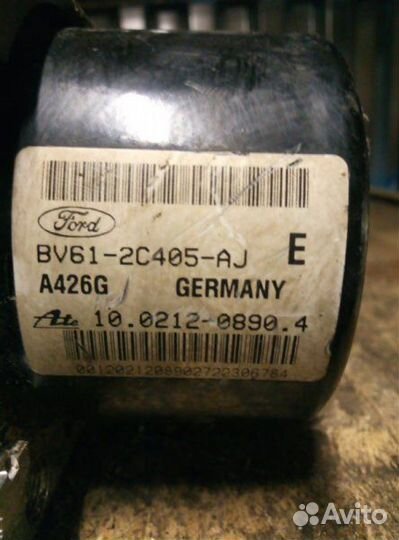 Ford
BV61-2C405-AJ E
A426G GERMANY
Ate 10.0212-0890.4
0012021208902722306784
Avito